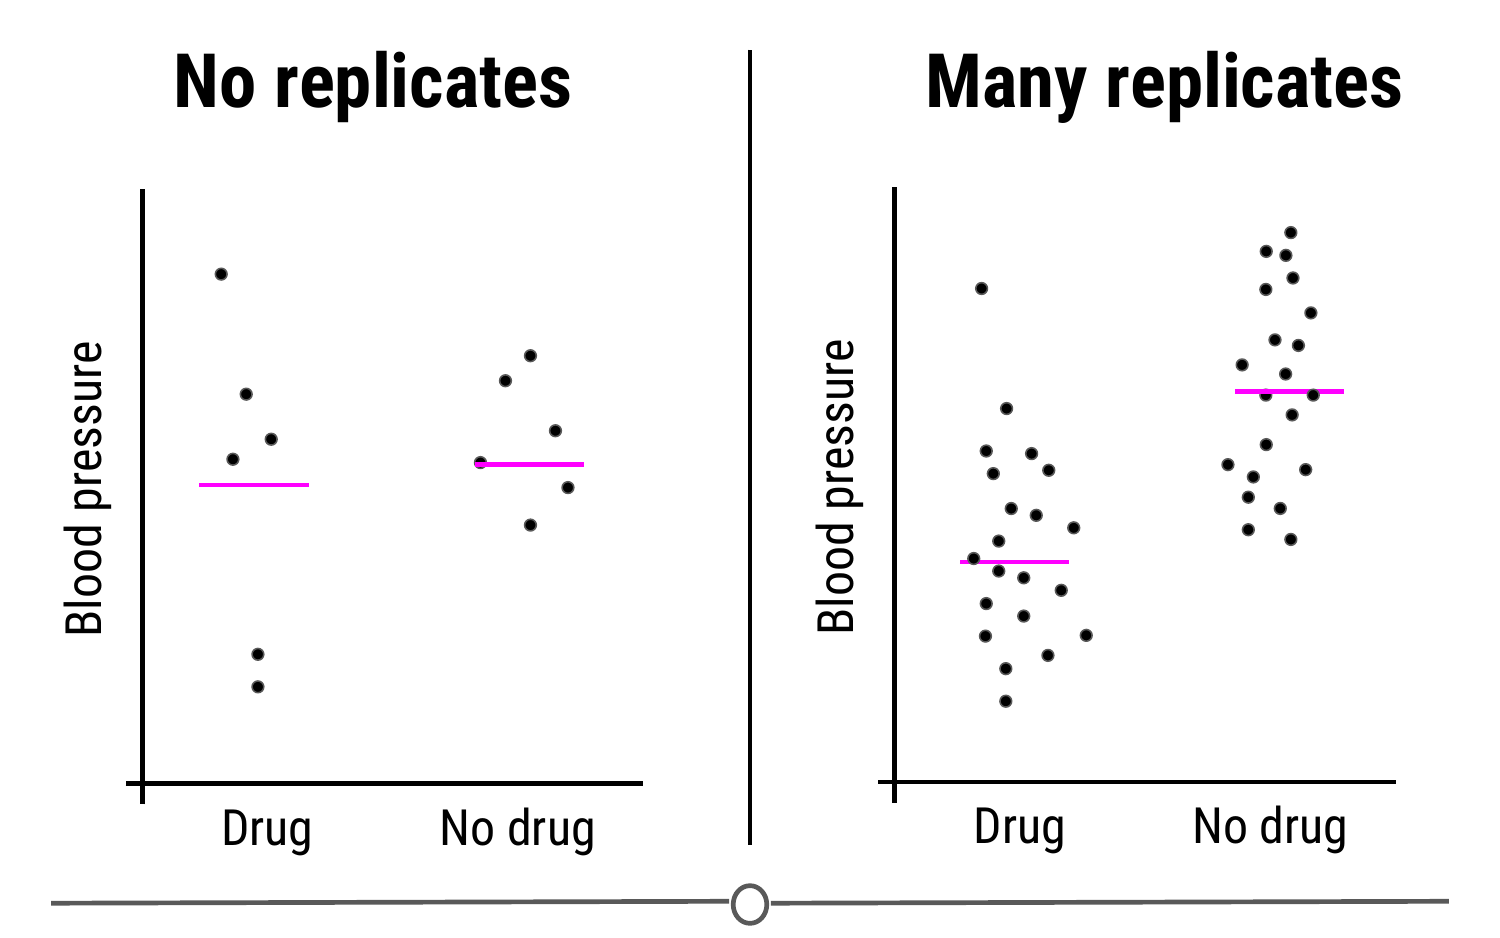 No replicates
Blood pressure
Drug
No drug
Many replicates
Blood pressure
Drug
No drug